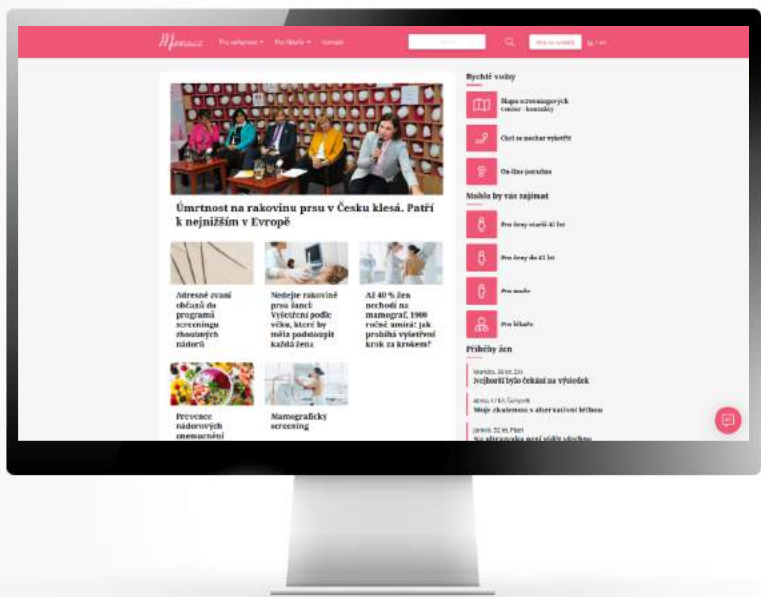 Pro veřejnost
Pro lékaře
Kontakt
Úmrtnost na rakovinu prsu v Česku klesá. Patří
k nejnižším v Evropě
Adresné zvaní
občanů do
programů
screeningu
zhoubných
nádorů
Nedejte rakovině
prsu šanci:
Vyšetření podle
věku, které by
měla podstoupit
každá žena
Až 40 % žen
nechodí na
mamograf, 1900
ročně umírá! Jak
probíhá vyšetření
krok za krokem?
Prevence
nádorových
onemocnění
Mamografický
screening
Rychlé volby
Mapa screeningových
center - kontakty
Chci se nechat vyšetřit
On-line poradna
Mohlo by vás zajímat
Pro ženy starší 45 let
Pro ženy do 45 let
Pro muže
Pro lékaře
Příběhy žen
Nejhorší bylo čekání na výsledek
Moje zkušenost s alternativní léčbou
Na ultrazvuku není vidět všechno